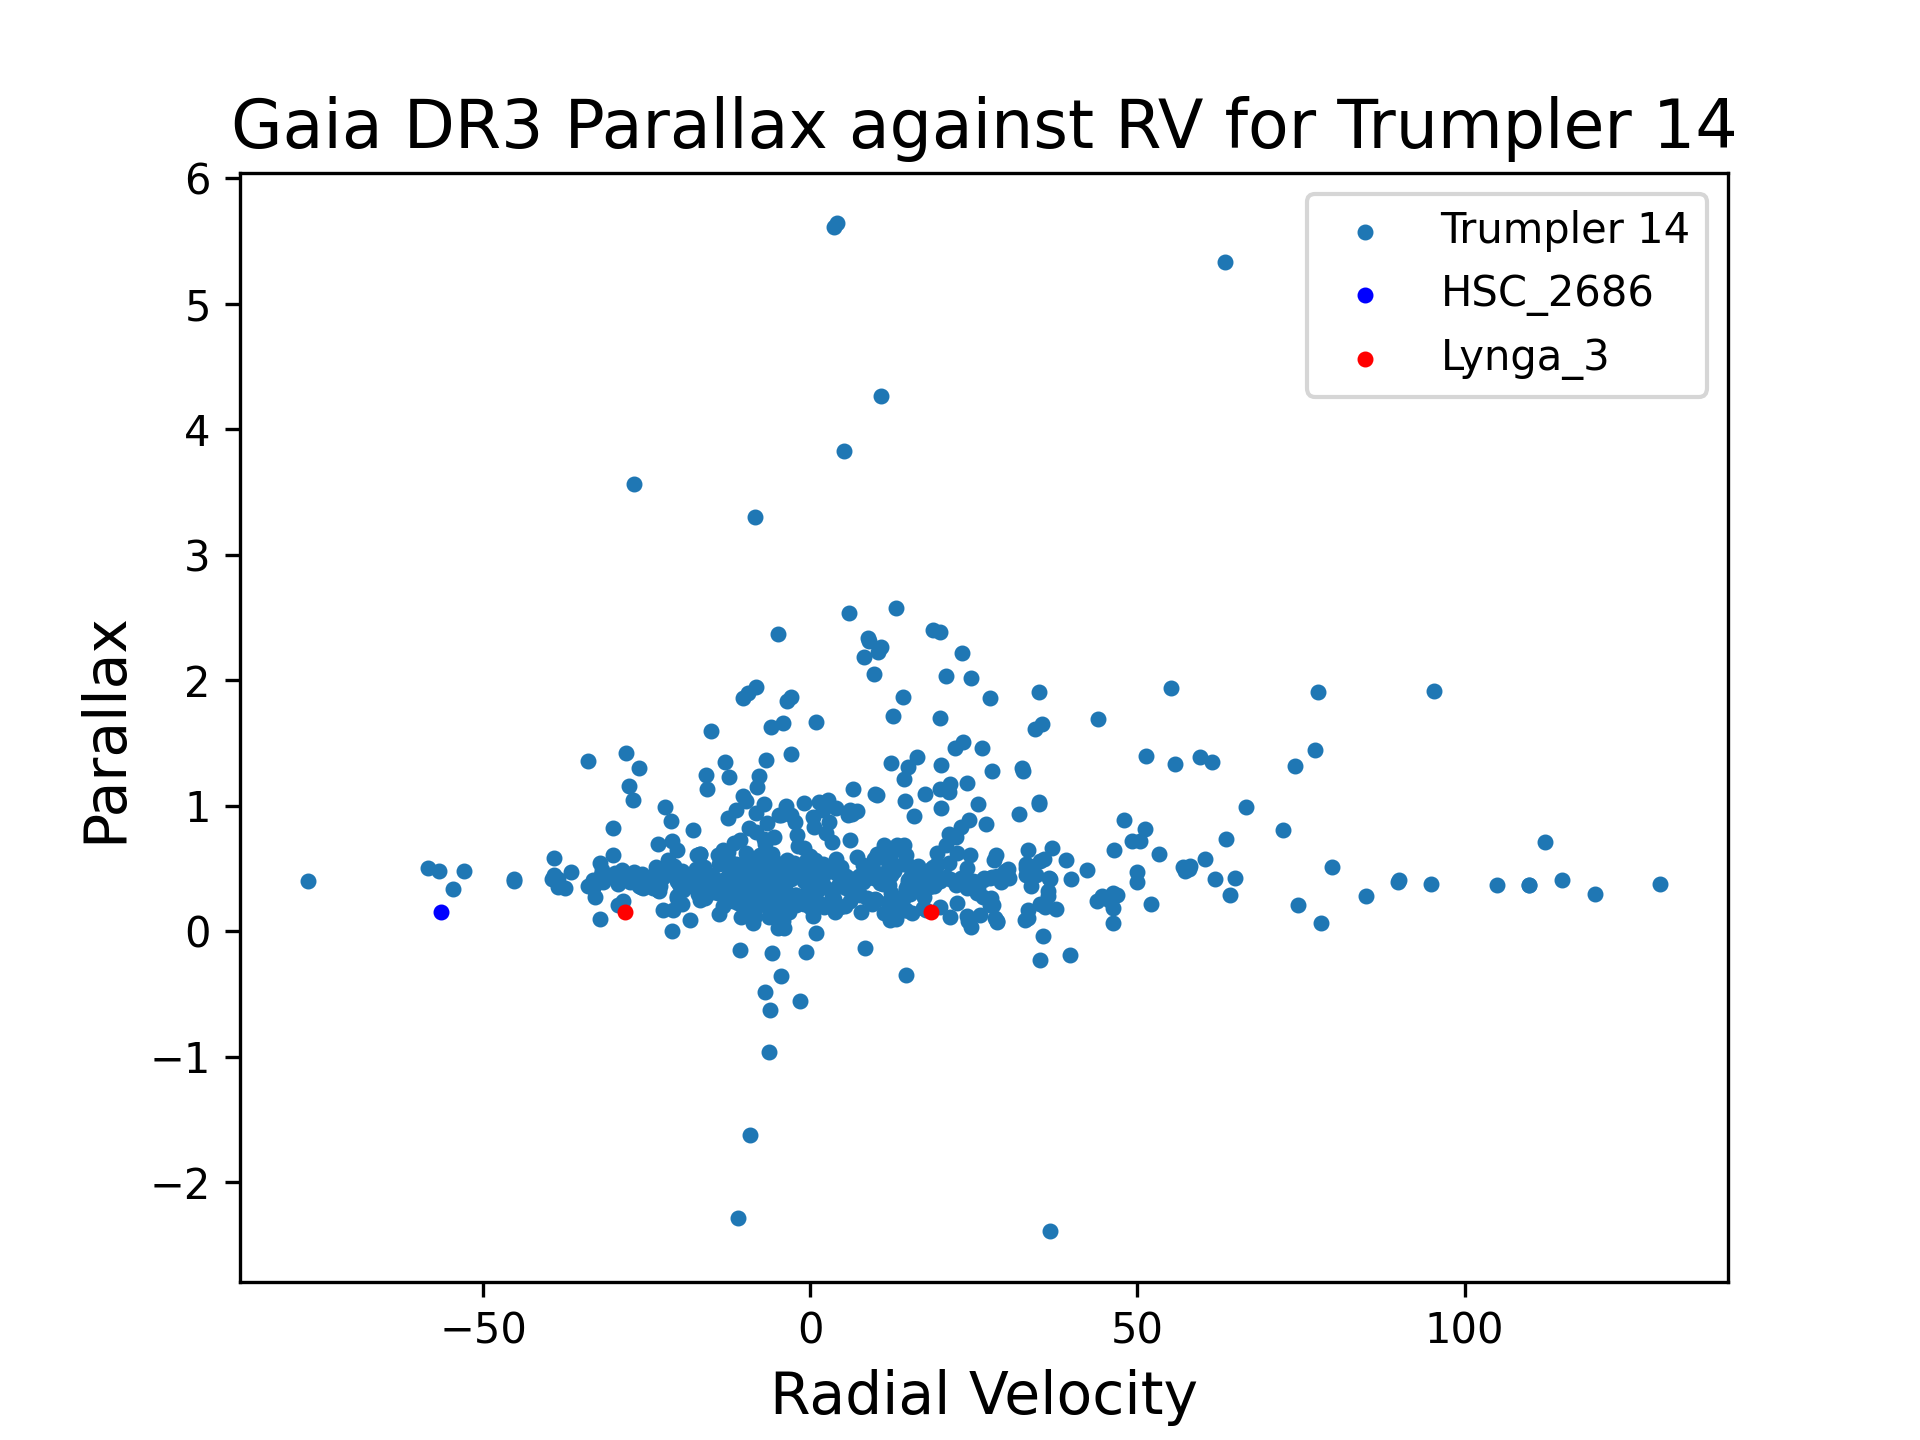 Gaia DR3 Parallax against RV for Trumpler 14
6
5
4
3
2
1
0
−1
−2
Parallax
Trumpler 14
HSC_2686
Lynga_3
−50
0
50
100
Radial Velocity